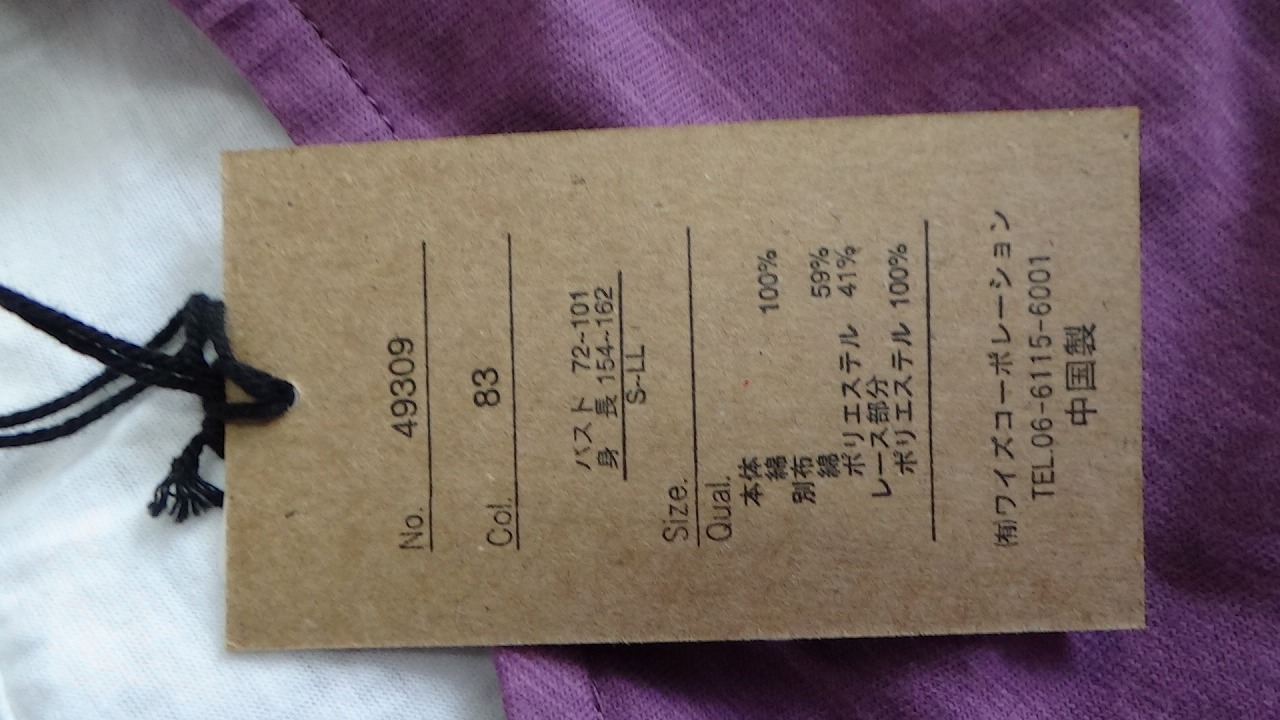 No. 49309
Col. 83
バスト 72--101
身 長 154--162
S-LL
Size.
Qual.
本体
綿 100%
別布
綿 59%
ポリエステル 41%
レース部分
ポリエステル 100%
(有)ワイズコーポレーション
TEL.06-6115-6001
中国製